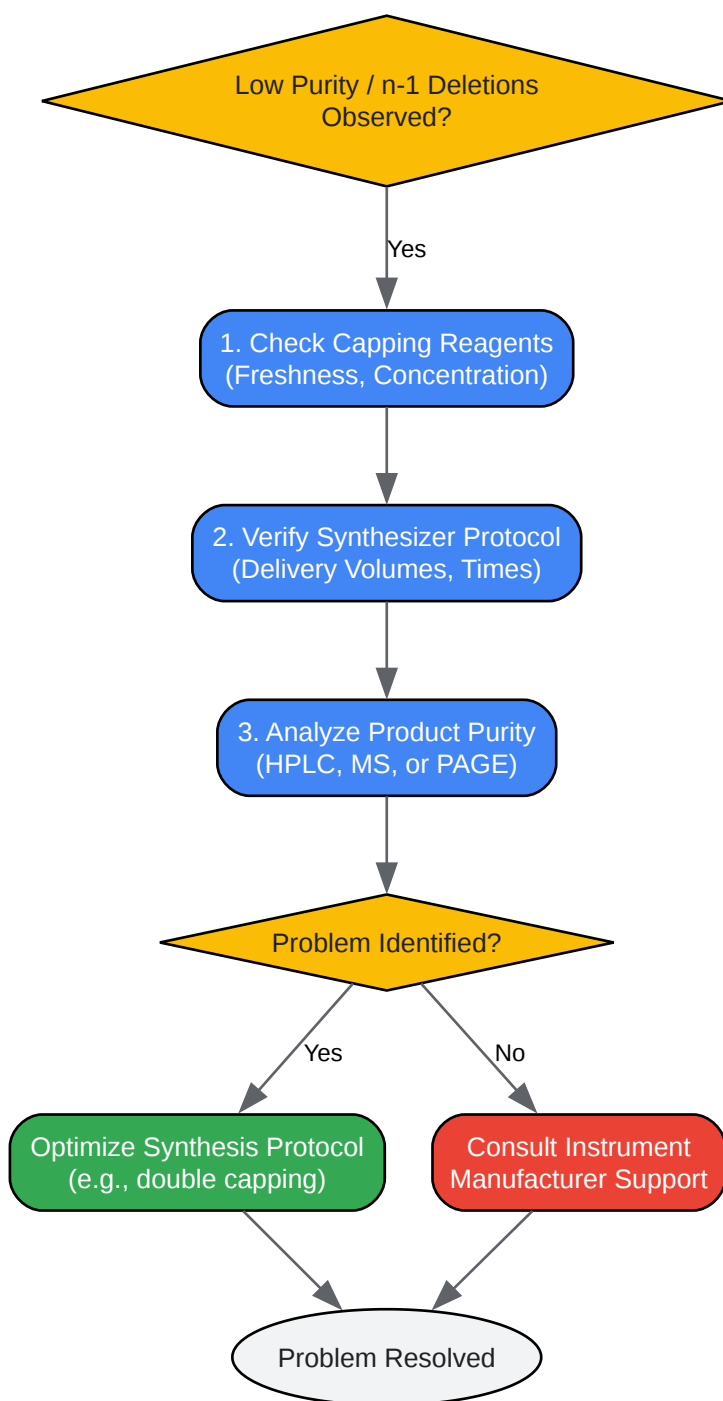 Low Purity / n-1 Deletions
Observed?
Yes
1. Check Capping Reagents
(Freshness, Concentration)
2. Verify Synthesizer Protocol
(Delivery Volumes, Times)
3. Analyze Product Purity
(HPLC, MS, or PAGE)
Problem Identified?
Yes
No
Optimize Synthesis Protocol
(e.g., double capping)
Consult Instrument
Manufacturer Support
Problem Resolved